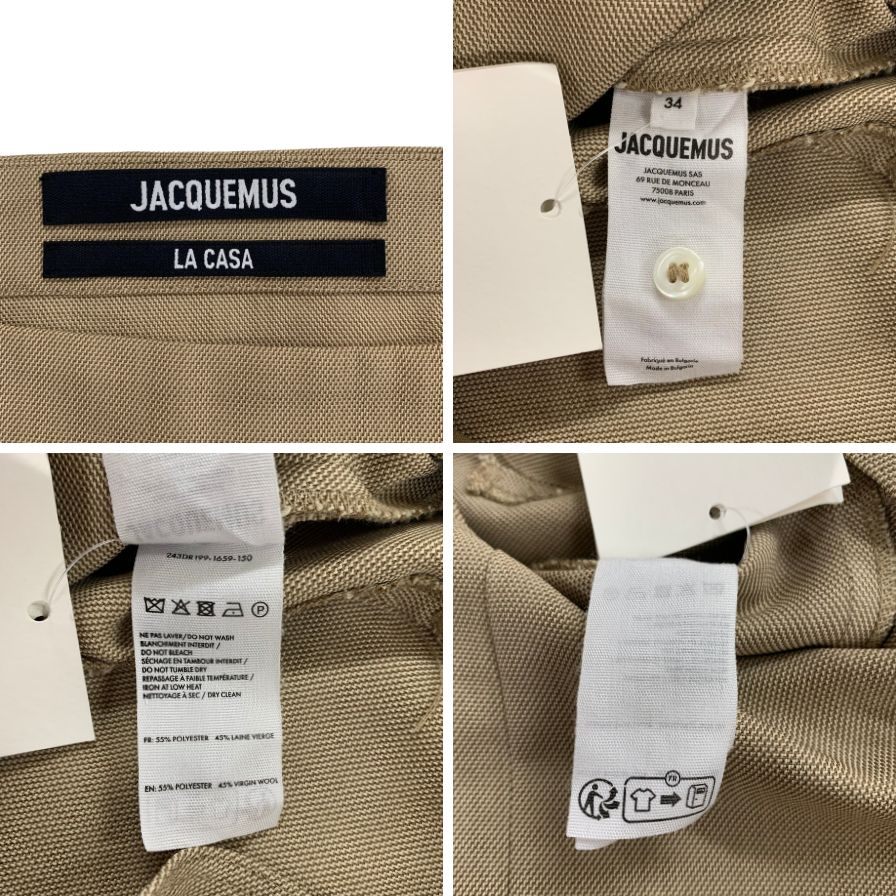 JACQUEMUS
LA CASA
34
JACQUEMUS
JACQUEMUS SAS
69 RUE DE MONCEAU
75008 PARIS
www.jacquemus.com
Fabriqué en Bulgarie
Made in Bulgaria
243DR199-1659-150
P
NE PAS LAVER/DO NOT WASH
BLANCHIMENT INTERDIT /
DO NOT BLEACH
SÉCHAGE EN TAMBOUR INTERDIT /
DO NOT TUMBLE DRY
REPASSAGE À FAIBLE TEMPÉRATURE /
IRON AT LOW HEAT
NETTOYAGE À SEC / DRY CLEAN
FR: 55% POLYESTER 45% LAINE VIERGE
EN: 55% POLYESTER 45% VIRGIN WOOL
FR